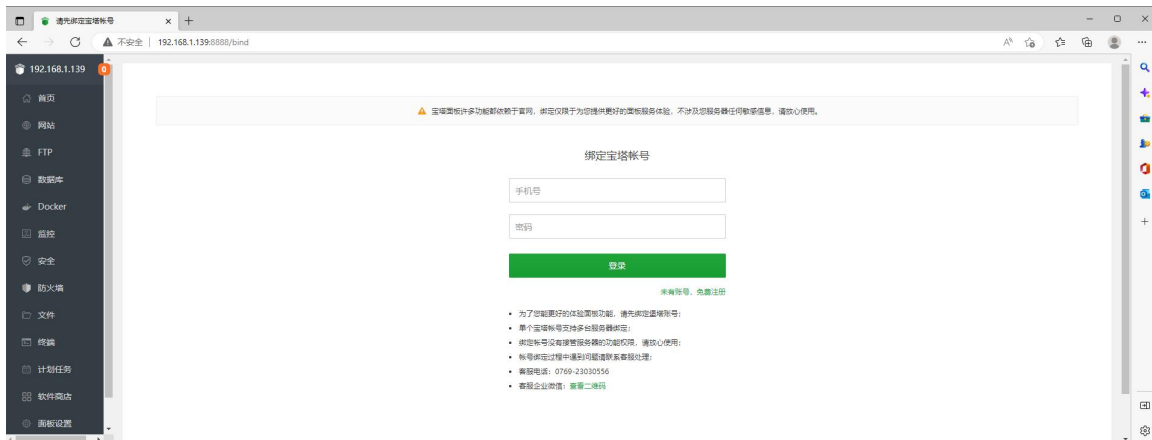 请先绑定宝塔帐号
不安全 | 192.168.1.139:8888/bind
192.168.1.139
0
首页
网站
FTP
数据库
Docker
监控
安全
防火墙
文件
终端
计划任务
软件商店
面板设置
宝塔面板许多功能都依赖于官网，绑定仅限于为您提供更好的面板服务体验，不涉及您服务器任何敏感信息，请放心使用。
绑定宝塔帐号
手机号
密码
登录
未有账号，免费注册
为了您能更好的体验面板功能，请先绑定堡塔账号；
单个宝塔帐号支持多台服务器绑定；
绑定帐号没有接管服务器的功能权限，请放心使用；
帐号绑定过程中遇到问题请联系客服处理；
客服电话：0769-23030556
客服企业微信：查看二维码